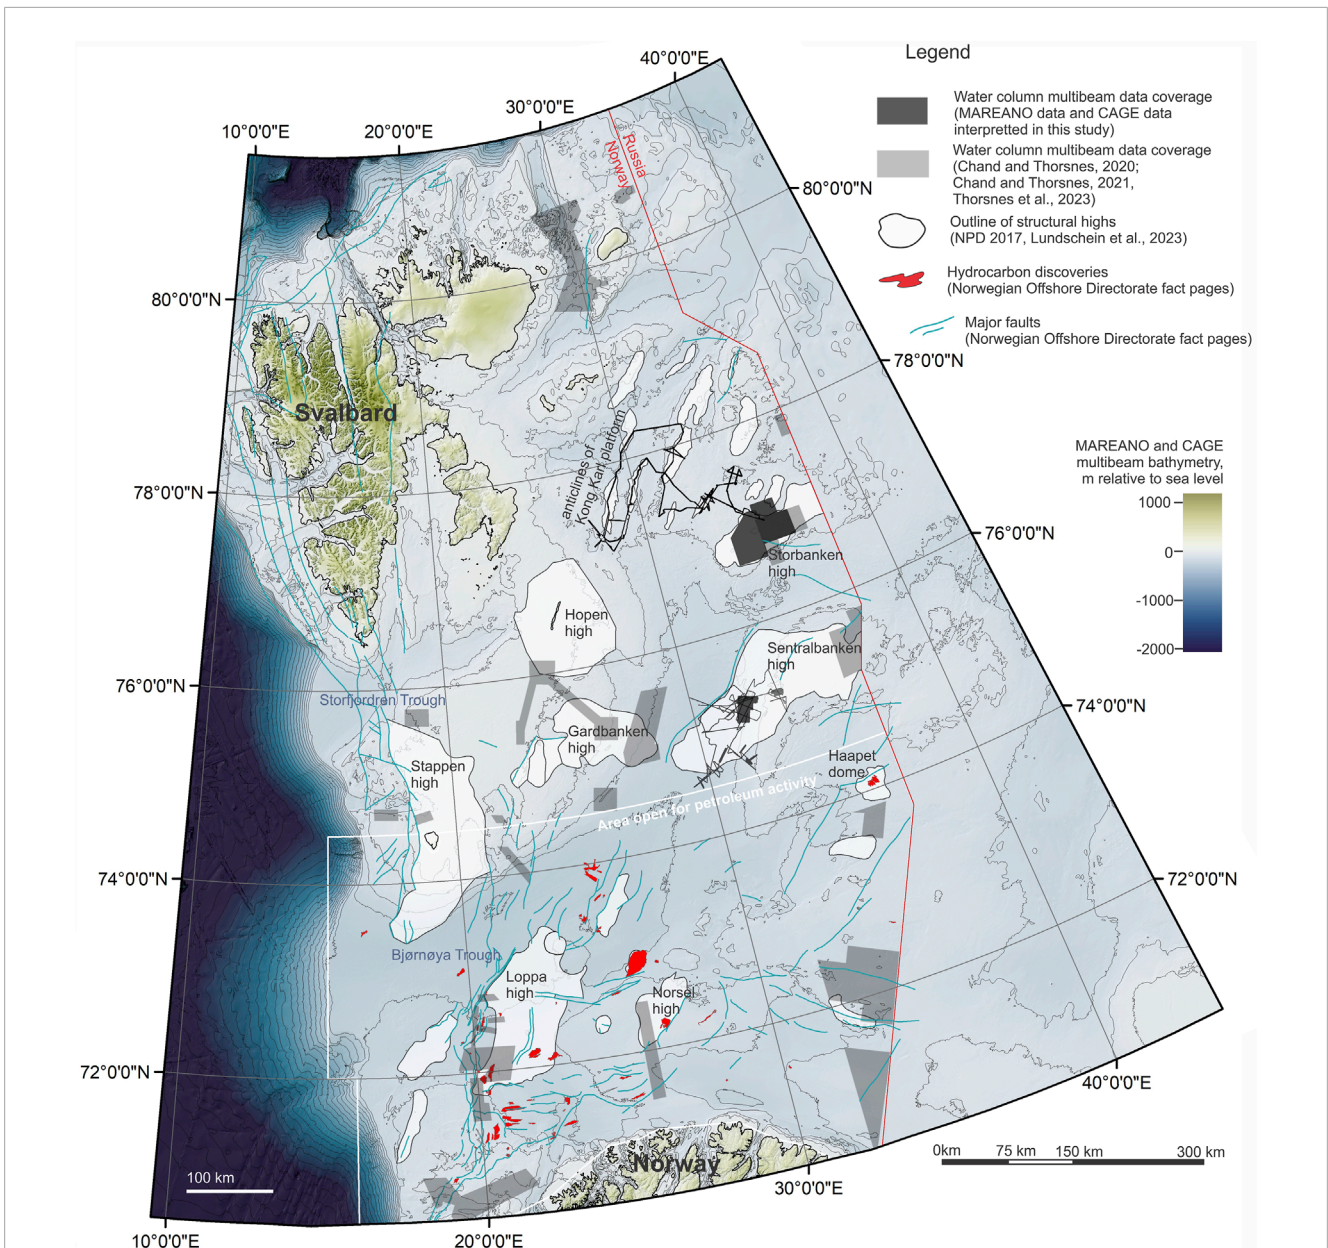 Legend
Water column multibeam data coverage
(MAREANO data and CAGE data
interpretted in this study)
Water column multibeam data coverage
(Chand and Thorsnes, 2020;
Chand and Thorsnes, 2021,
Thorsnes et al., 2023)
Outline of structural highs
(NPD 2017, Lundschein et al., 2023)
Hydrocarbon discoveries
(Norwegian Offshore Directorate fact pages)
Major faults
(Norwegian Offshore Directorate fact pages)
MAREANO and CAGE
multibeam bathymetry,
m relative to sea level
1000
0
-1000
-2000
40°0'0"E
30°0'0"E
20°0'0"E
10°0'0"E
80°0'0"N
78°0'0"N
76°0'0"N
74°0'0"N
72°0'0"N
80°0'0"N
78°0'0"N
76°0'0"N
74°0'0"N
72°0'0"N
Russia
Norway
Svalbard
anticlines of
Kong Karl platform
Storbanken
high
Hopen
high
Sentralbanken
high
Storfjordren Trough
Gardbanken
high
Stappen
high
Haapet
dome
Area open for petroleum activity
Bjørnøya Trough
Loppa
high
Norsel
high
Norway
100 km
0km
75 km
150 km
300 km
40°0'0"E
30°0'0"E
20°0'0"E
10°0'0"E